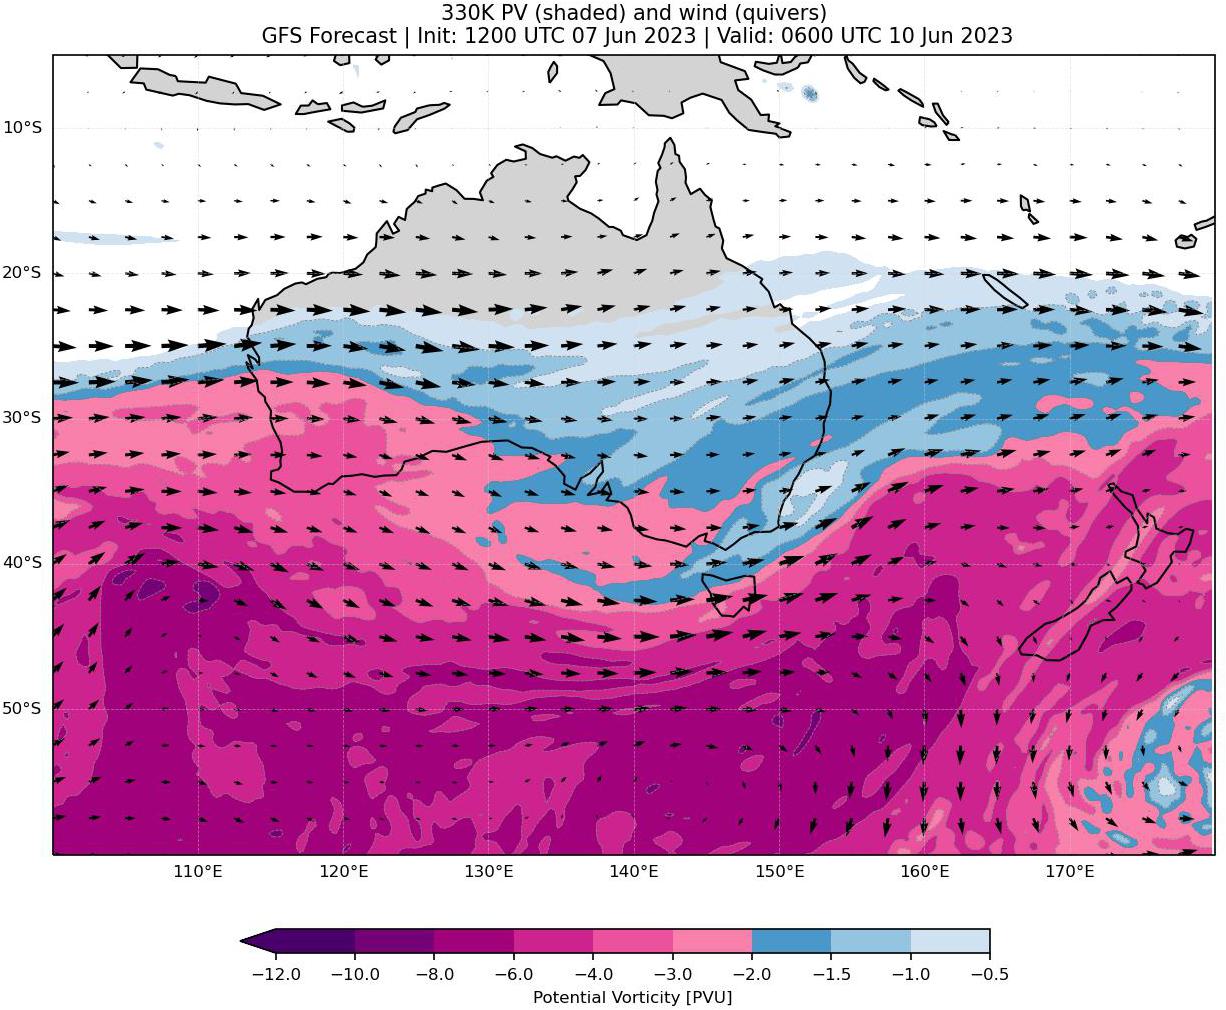 330K PV (shaded) and wind (quivers)
GFS Forecast | Init: 1200 UTC 07 Jun 2023 | Valid: 0600 UTC 10 Jun 2023
10°S
20°S
30°S
40°S
50°S
110°E 120°E 130°E 140°E 150°E 160°E 170°E
−12.0 −10.0 −8.0 −6.0 −4.0 −3.0 −2.0 −1.5 −1.0 −0.5
Potential Vorticity [PVU]